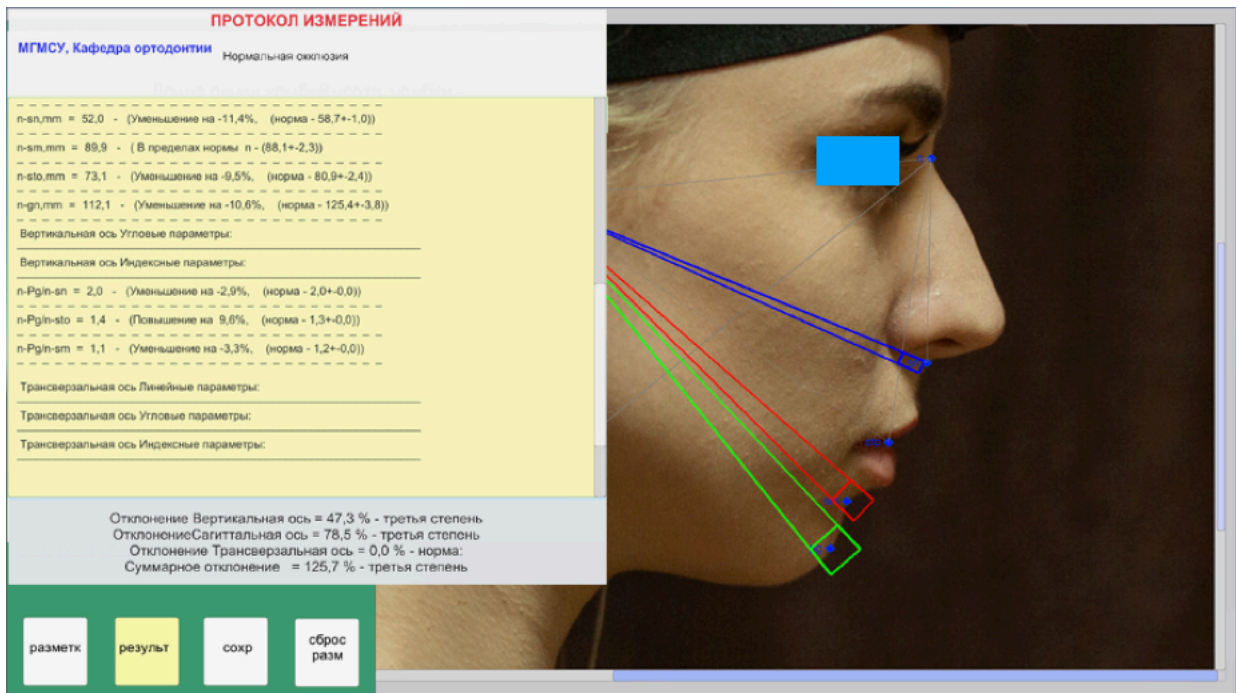 ПРОТОКОЛ ИЗМЕРЕНИЙ
МГМСУ, Кафедра ортодонтии
Нормальная окклюзия
n-sn,mm = 52,0 - (Уменьшение на -11,4%, (норма - 58,7+-1,0))
n-sm,mm = 89,9 - ( В пределах нормы n - (88,1+-2,3))
n-sto,mm = 73,1 - (Уменьшение на -9,5%, (норма - 80,9+-2,4))
n-gn,mm = 112,1 - (Уменьшение на -10,6%, (норма - 125,4+-3,8))
Вертикальная ось Угловые параметры:
Вертикальная ось Индексные параметры:
n-Pg/n-sn = 2,0 - (Уменьшение на -2,9%, (норма - 2,0+-0,0))
n-Pg/n-sto = 1,4 - (Повышение на 9,6%, (норма - 1,3+-0,0))
n-Pg/n-sm = 1,1 - (Уменьшение на -3,3%, (норма - 1,2+-0,0))
Трансверзальная ось Линейные параметры:
Трансверзальная ось Угловые параметры:
Трансверзальная ось Индексные параметры:
Отклонение Вертикальная ось = 47,3 % - третья степень
ОтклонениеСагиттальная ось = 78,5 % - третья степень
Отклонение Трансверзальная ось = 0,0 % - норма:
Суммарное отклонение = 125,7 % - третья степень
разметк
результ
сохр
сброс
разм